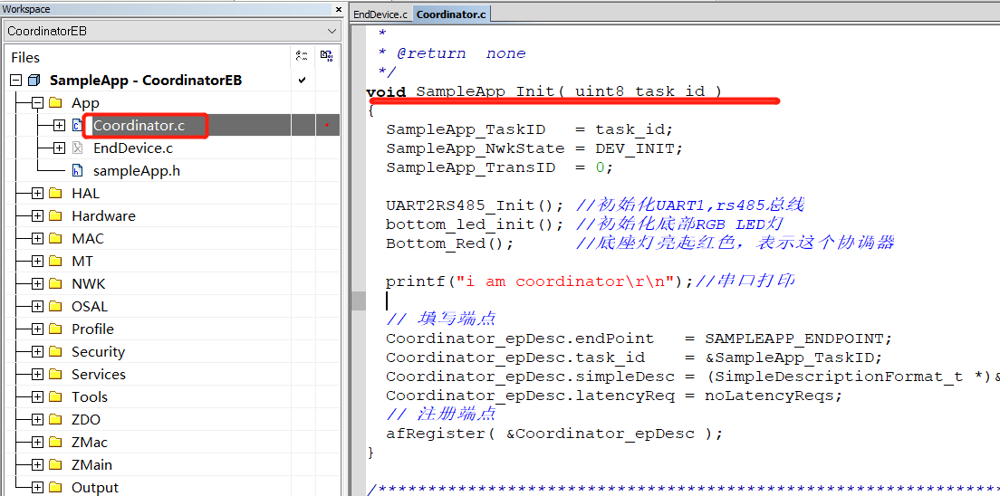 Workspace
CoordinatorEB
Files
SampleApp - CoordinatorEB
App
Coordinator.c
EndDevice.c
sampleApp.h
HAL
Hardware
MAC
MT
NWK
OSAL
Profile
Security
Services
Tools
ZDO
ZMac
ZMain
Output
EndDevice.c Coordinator.c
*
* @return none
*/
void SampleApp_Init( uint8 task_id )
{
SampleApp_TaskID = task_id;
SampleApp_NwkState = DEV_INIT;
SampleApp_TransID = 0;
UART2RS485_Init(); //初始化UART1,rs485总线
bottom_led_init(); //初始化底部RGB LED灯
Bottom_Red(); //底座灯亮起红色，表示这个协调器
printf("i am coordinator\r\n");//串口打印
// 填写端点
Coordinator_epDesc.endPoint = SAMPLEAPP_ENDPOINT;
Coordinator_epDesc.task_id = &SampleApp_TaskID;
Coordinator_epDesc.simpleDesc = (SimpleDescriptionFormat_t *)&
Coordinator_epDesc.latencyReq = noLatencyReqs;
// 注册端点
afRegister( &Coordinator_epDesc );
}
/*****************************************************************